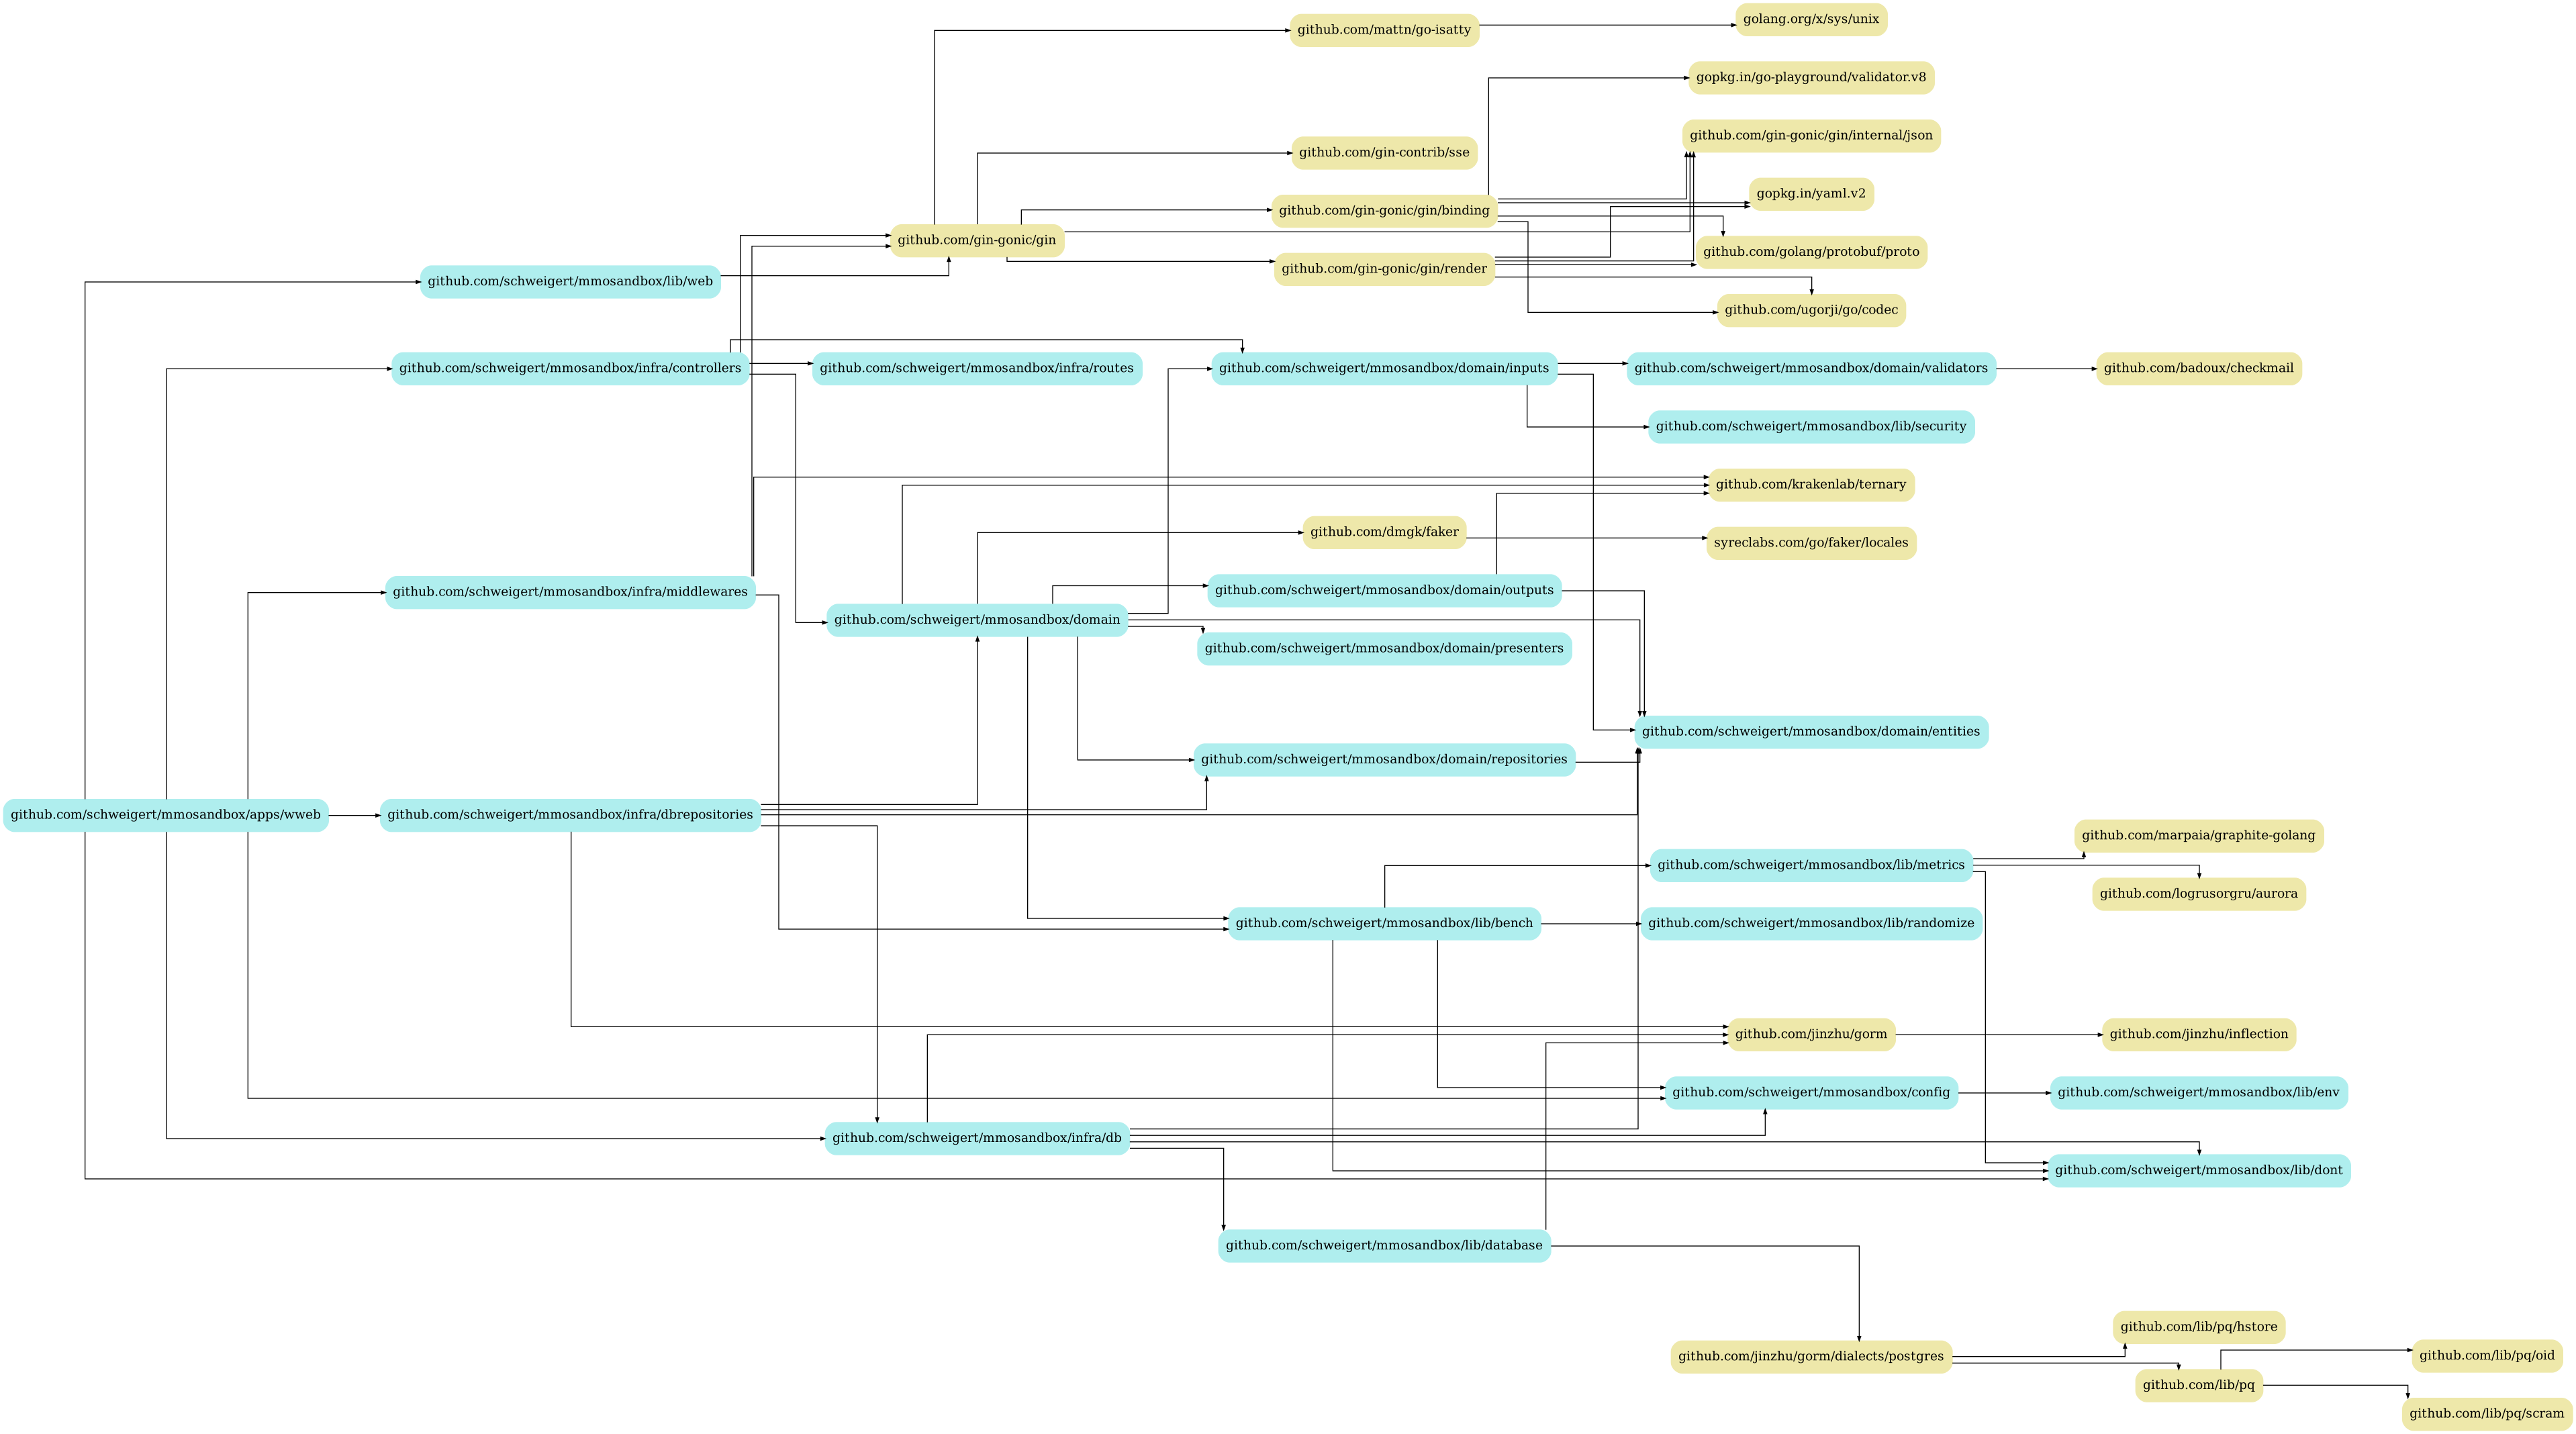 golang.org/x/sys/unix
github.com/mattn/go-isatty
gopkg.in/go-playground/validator.v8
github.com/gin-gonic/gin/internal/json
github.com/gin-contrib/sse
gopkg.in/yaml.v2
github.com/gin-gonic/gin/binding
github.com/gin-gonic/gin
github.com/golang/protobuf/proto
github.com/gin-gonic/gin/render
github.com/schweigert/mmosandbox/lib/web
github.com/ugorji/go/codec
github.com/schweigert/mmosandbox/infra/controllers
github.com/schweigert/mmosandbox/infra/routes
github.com/schweigert/mmosandbox/domain/inputs
github.com/schweigert/mmosandbox/domain/validators
github.com/badoux/checkmail
github.com/schweigert/mmosandbox/lib/security
github.com/krakenlab/ternary
github.com/dmgk/faker
syreclabs.com/go/faker/locales
github.com/schweigert/mmosandbox/infra/middlewares
github.com/schweigert/mmosandbox/domain/outputs
github.com/schweigert/mmosandbox/domain
github.com/schweigert/mmosandbox/domain/presenters
github.com/schweigert/mmosandbox/domain/entities
github.com/schweigert/mmosandbox/domain/repositories
github.com/schweigert/mmosandbox/apps/wweb
github.com/schweigert/mmosandbox/infra/dbrepositories
github.com/marpaia/graphite-golang
github.com/schweigert/mmosandbox/lib/metrics
github.com/logrusorgru/aurora
github.com/schweigert/mmosandbox/lib/bench
github.com/schweigert/mmosandbox/lib/randomize
github.com/jinzhu/gorm
github.com/jinzhu/inflection
github.com/schweigert/mmosandbox/config
github.com/schweigert/mmosandbox/lib/env
github.com/schweigert/mmosandbox/infra/db
github.com/schweigert/mmosandbox/lib/dont
github.com/schweigert/mmosandbox/lib/database
github.com/lib/pq/hstore
github.com/jinzhu/gorm/dialects/postgres
github.com/lib/pq/oid
github.com/lib/pq
github.com/lib/pq/scram